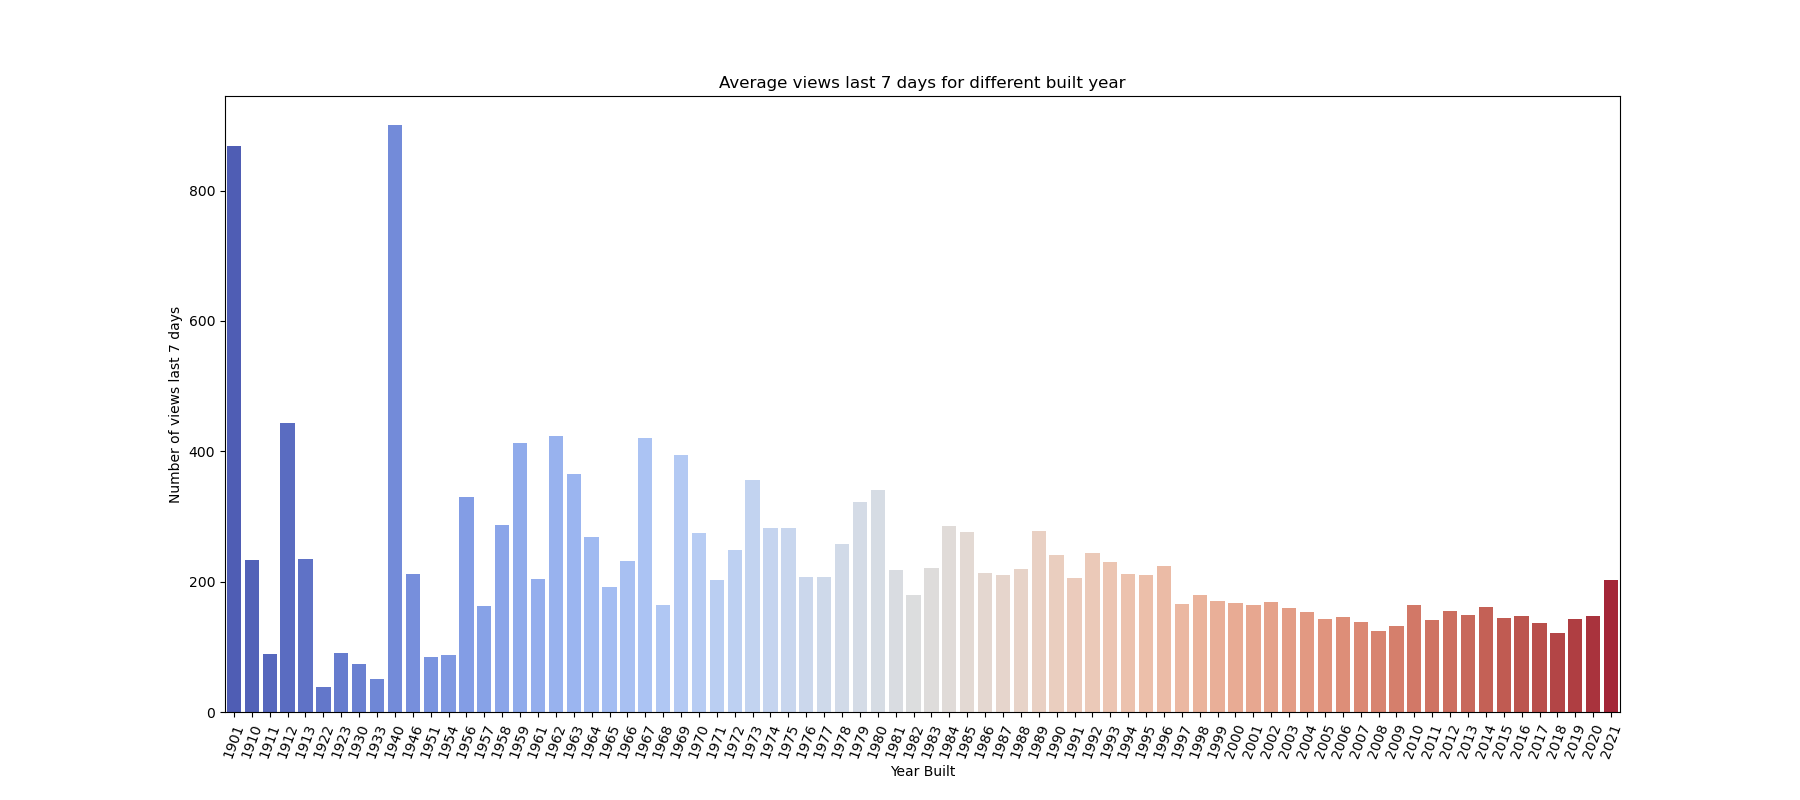 Average views last 7 days for different built year
Number of views last 7 days
800
600
400
200
0
1901 1910 1911 1912 1913 1922 1923 1930 1933 1940 1946 1951 1954 1956 1957 1958 1959 1961 1962 1963 1964 1965 1966 1967 1968 1969 1970 1971 1972 1973 1974 1975 1976 1977 1978 1979 1980 1981 1982 1983 1984 1985 1986 1987 1988 1989 1990 1991 1992 1993 1994 1995 1996 1997 1998 1999 2000 2001 2002 2003 2004 2005 2006 2007 2008 2009 2010 2011 2012 2013 2014 2015 2016 2017 2018 2019 2020 2021
Year Built